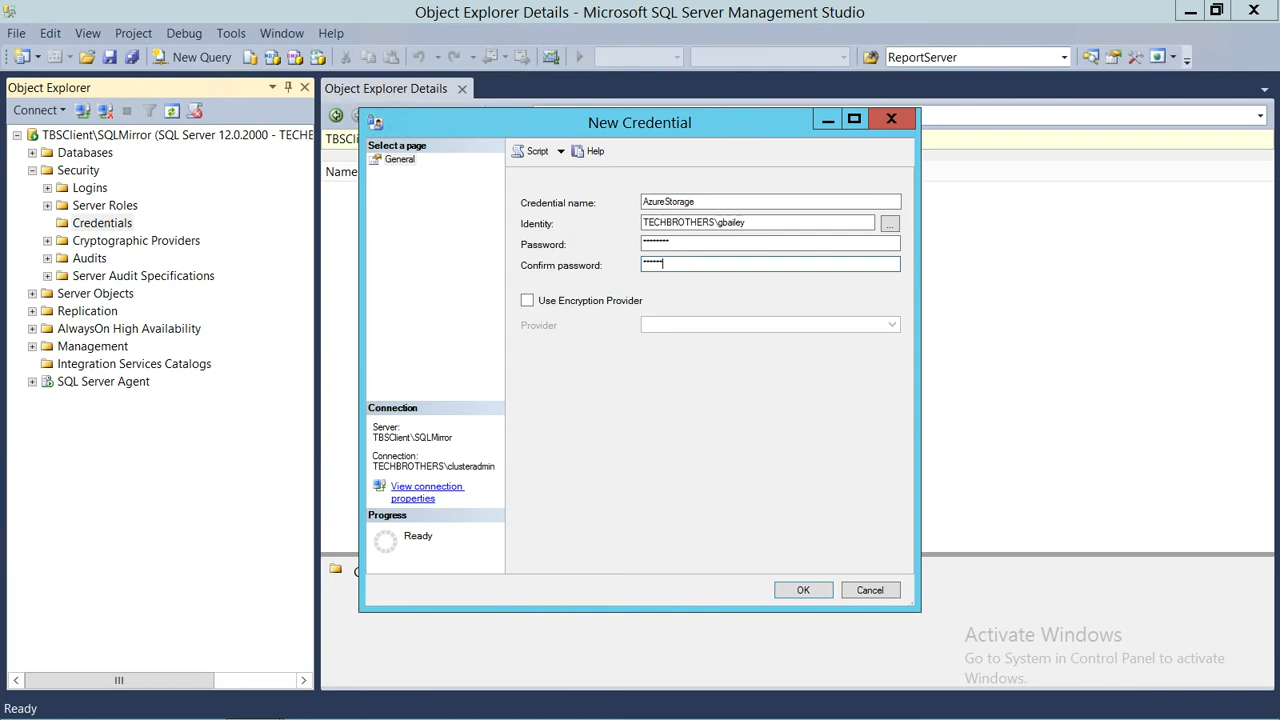 Object Explorer Details - Microsoft SQL Server Management Studio
File Edit View Project Debug Tools Window Help
New Query
ReportServer
Object Explorer
Object Explorer Details
Connect
TBSClient\SQLMirror (SQL Server 12.0.2000 - TECHE
Databases
Security
Logins
Server Roles
Credentials
Cryptographic Providers
Audits
Server Audit Specifications
Server Objects
Replication
AlwaysOn High Availability
Management
Integration Services Catalogs
SQL Server Agent
TBSCli
Name
New Credential
Select a page
General
Script Help
Credential name: AzureStorage
Identity: TECHBROTHERS\gbailey
...
Password: ********
Confirm password: ******
Use Encryption Provider
Provider
Connection
Server:
TBSClient\SQLMirror
Connection:
TECHBROTHERS\clusteradmin
View connection
properties
Progress
Ready
OK Cancel
Activate Windows
Go to System in Control Panel to activate
Windows.
Ready